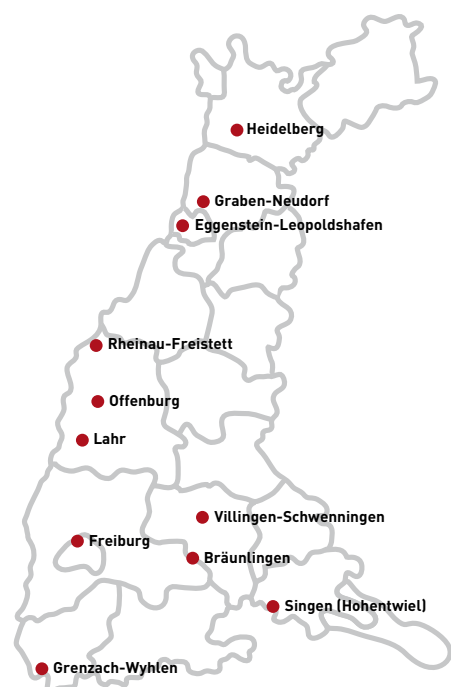 Heidelberg
Graben-Neudorf
Eggenstein-Leopoldshafen
Rheinau-Freistett
Offenburg
Lahr
Villingen-Schwenningen
Freiburg
Bräunlingen
Singen (Hohentwiel)
Grenzach-Wyhlen